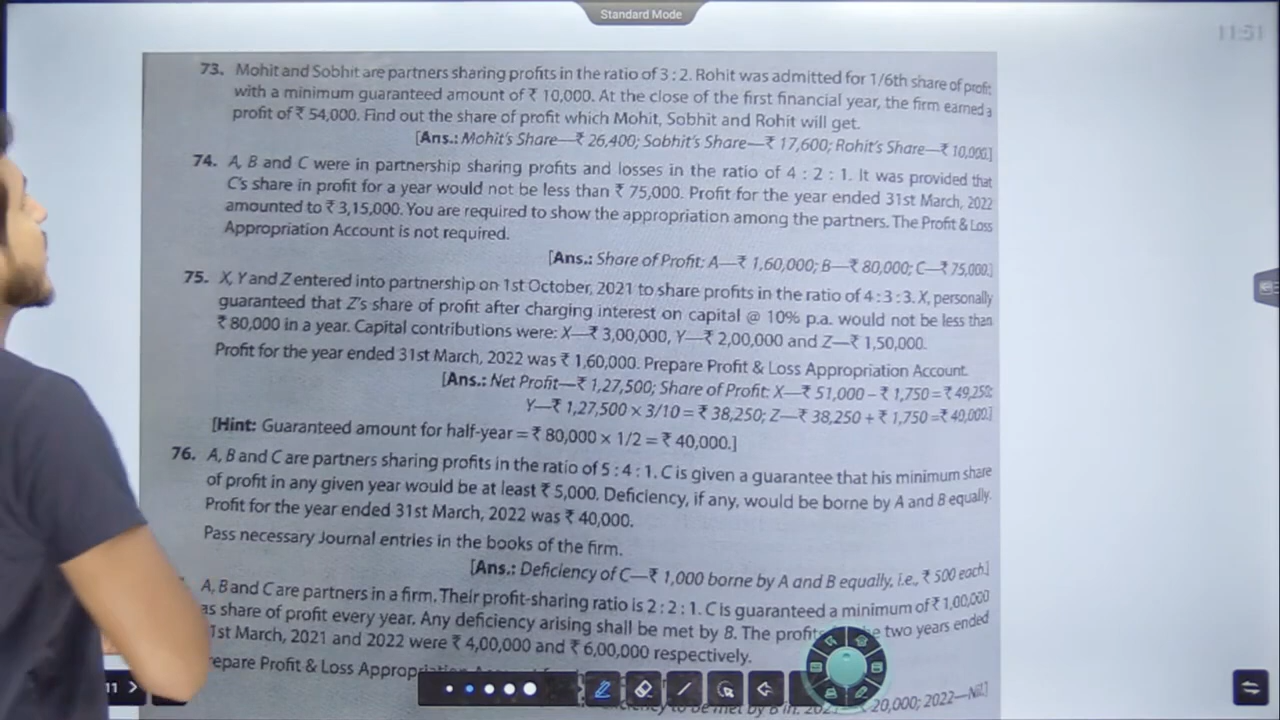 Standard Mode
11:51
73. Mohit and Sobhit are partners sharing profits in the ratio of 3 : 2. Rohit was admitted for 1/6th share of profit
with a minimum guaranteed amount of ₹ 10,000. At the close of the first financial year, the firm earned a
profit of ₹ 54,000. Find out the share of profit which Mohit, Sobhit and Rohit will get.
[Ans.: Mohit's Share—₹ 26,400; Sobhit's Share—₹ 17,600; Rohit's Share—₹ 10,000.]
74. A, B and C were in partnership sharing profits and losses in the ratio of 4 : 2 : 1. It was provided that
C's share in profit for a year would not be less than ₹ 75,000. Profit for the year ended 31st March, 2022
amounted to ₹ 3,15,000. You are required to show the appropriation among the partners. The Profit & Loss
Appropriation Account is not required.
[Ans.: Share of Profit: A—₹ 1,60,000; B—₹ 80,000; C—₹ 75,000.]
75. X, Y and Z entered into partnership on 1st October, 2021 to share profits in the ratio of 4 : 3 : 3. X, personally
guaranteed that Z's share of profit after charging interest on capital @ 10% p.a. would not be less than
₹ 80,000 in a year. Capital contributions were: X—₹ 3,00,000, Y—₹ 2,00,000 and Z—₹ 1,50,000.
Profit for the year ended 31st March, 2022 was ₹ 1,60,000. Prepare Profit & Loss Appropriation Account.
[Ans.: Net Profit—₹ 1,27,500; Share of Profit: X—₹ 51,000 – ₹ 1,750 = ₹ 49,250;
Y—₹ 1,27,500 × 3/10 = ₹ 38,250; Z—₹ 38,250 + ₹ 1,750 = ₹ 40,000.]
[Hint: Guaranteed amount for half-year = ₹ 80,000 × 1/2 = ₹ 40,000.]
76. A, B and C are partners sharing profits in the ratio of 5 : 4 : 1. C is given a guarantee that his minimum share
of profit in any given year would be at least ₹ 5,000. Deficiency, if any, would be borne by A and B equally.
Profit for the year ended 31st March, 2022 was ₹ 40,000.
Pass necessary Journal entries in the books of the firm.
[Ans.: Deficiency of C—₹ 1,000 borne by A and B equally, i.e., ₹ 500 each.]
A, B and C are partners in a firm. Their profit-sharing ratio is 2 : 2 : 1. C is guaranteed a minimum of ₹ 1,00,000
as share of profit every year. Any deficiency arising shall be met by B. The two years ended
1st March, 2021 and 2022 were ₹ 4,00,000 and ₹ 6,00,000 respectively.
Profit & Loss
11
to be met by B in: 20,000; 2022—Nil.]